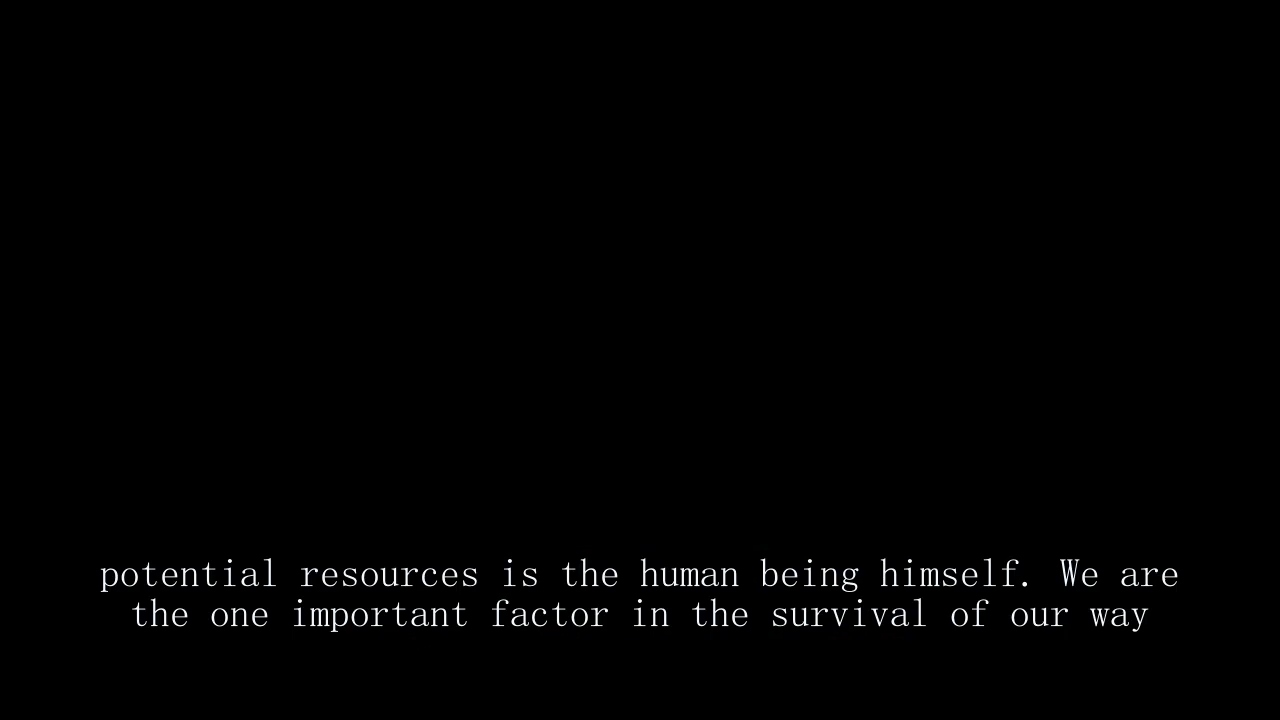 potential resources is the human being himself. We are
the one important factor in the survival of our way